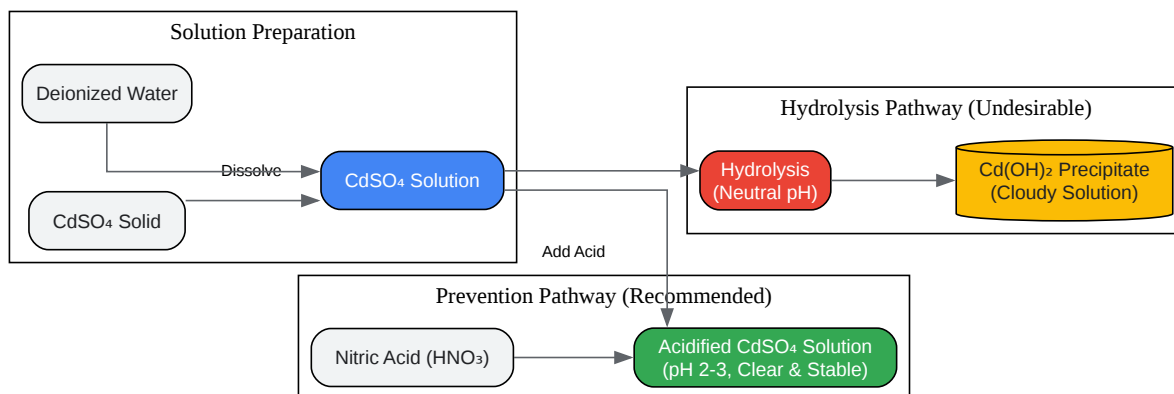 Solution Preparation
Deionized Water
Dissolve
CdSO₄ Solution
CdSO₄ Solid
Hydrolysis Pathway (Undesirable)
Hydrolysis
(Neutral pH)
Cd(OH)₂ Precipitate
(Cloudy Solution)
Add Acid
Prevention Pathway (Recommended)
Nitric Acid (HNO₃)
Acidified CdSO₄ Solution
(pH 2-3, Clear & Stable)